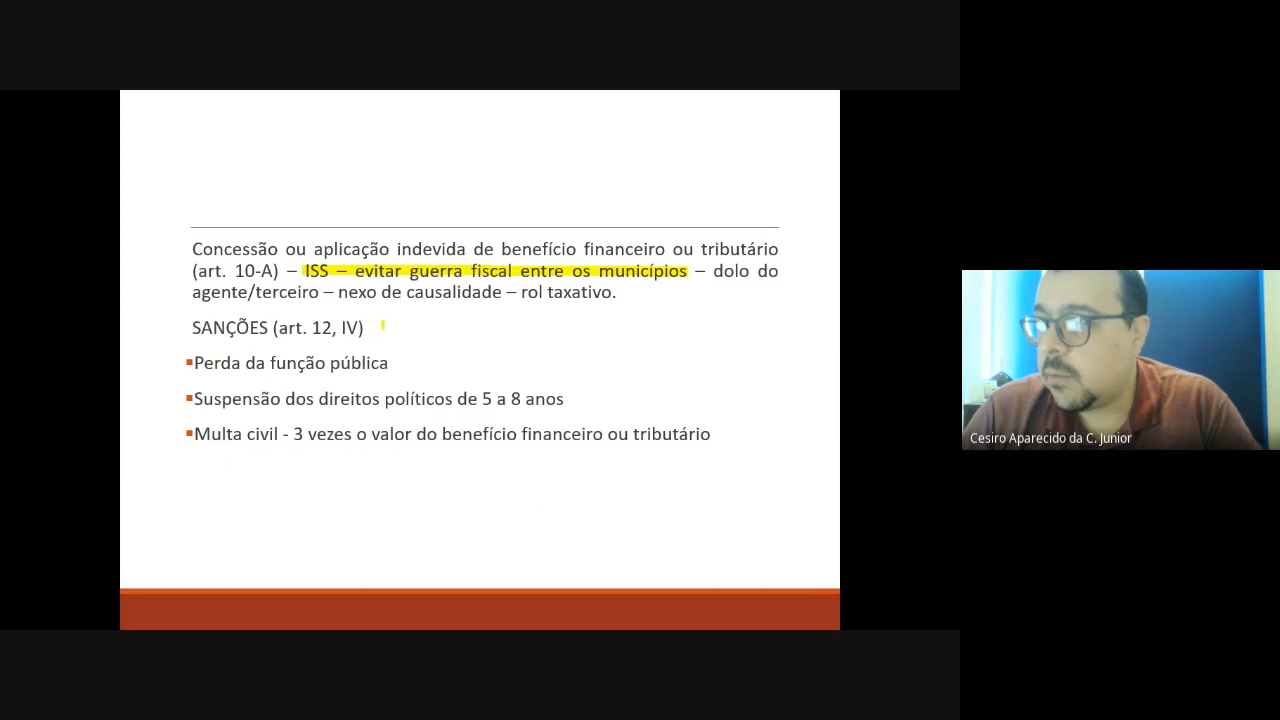 Concessão ou aplicação indevida de benefício financeiro ou tributário
(art. 10-A) – ISS – evitar guerra fiscal entre os municípios – dolo do
agente/terceiro – nexo de causalidade – rol taxativo.
SANÇÕES (art. 12, IV)
▪Perda da função pública
▪Suspensão dos direitos políticos de 5 a 8 anos
▪Multa civil - 3 vezes o valor do benefício financeiro ou tributário
Cesiro Aparecido da C. Junior